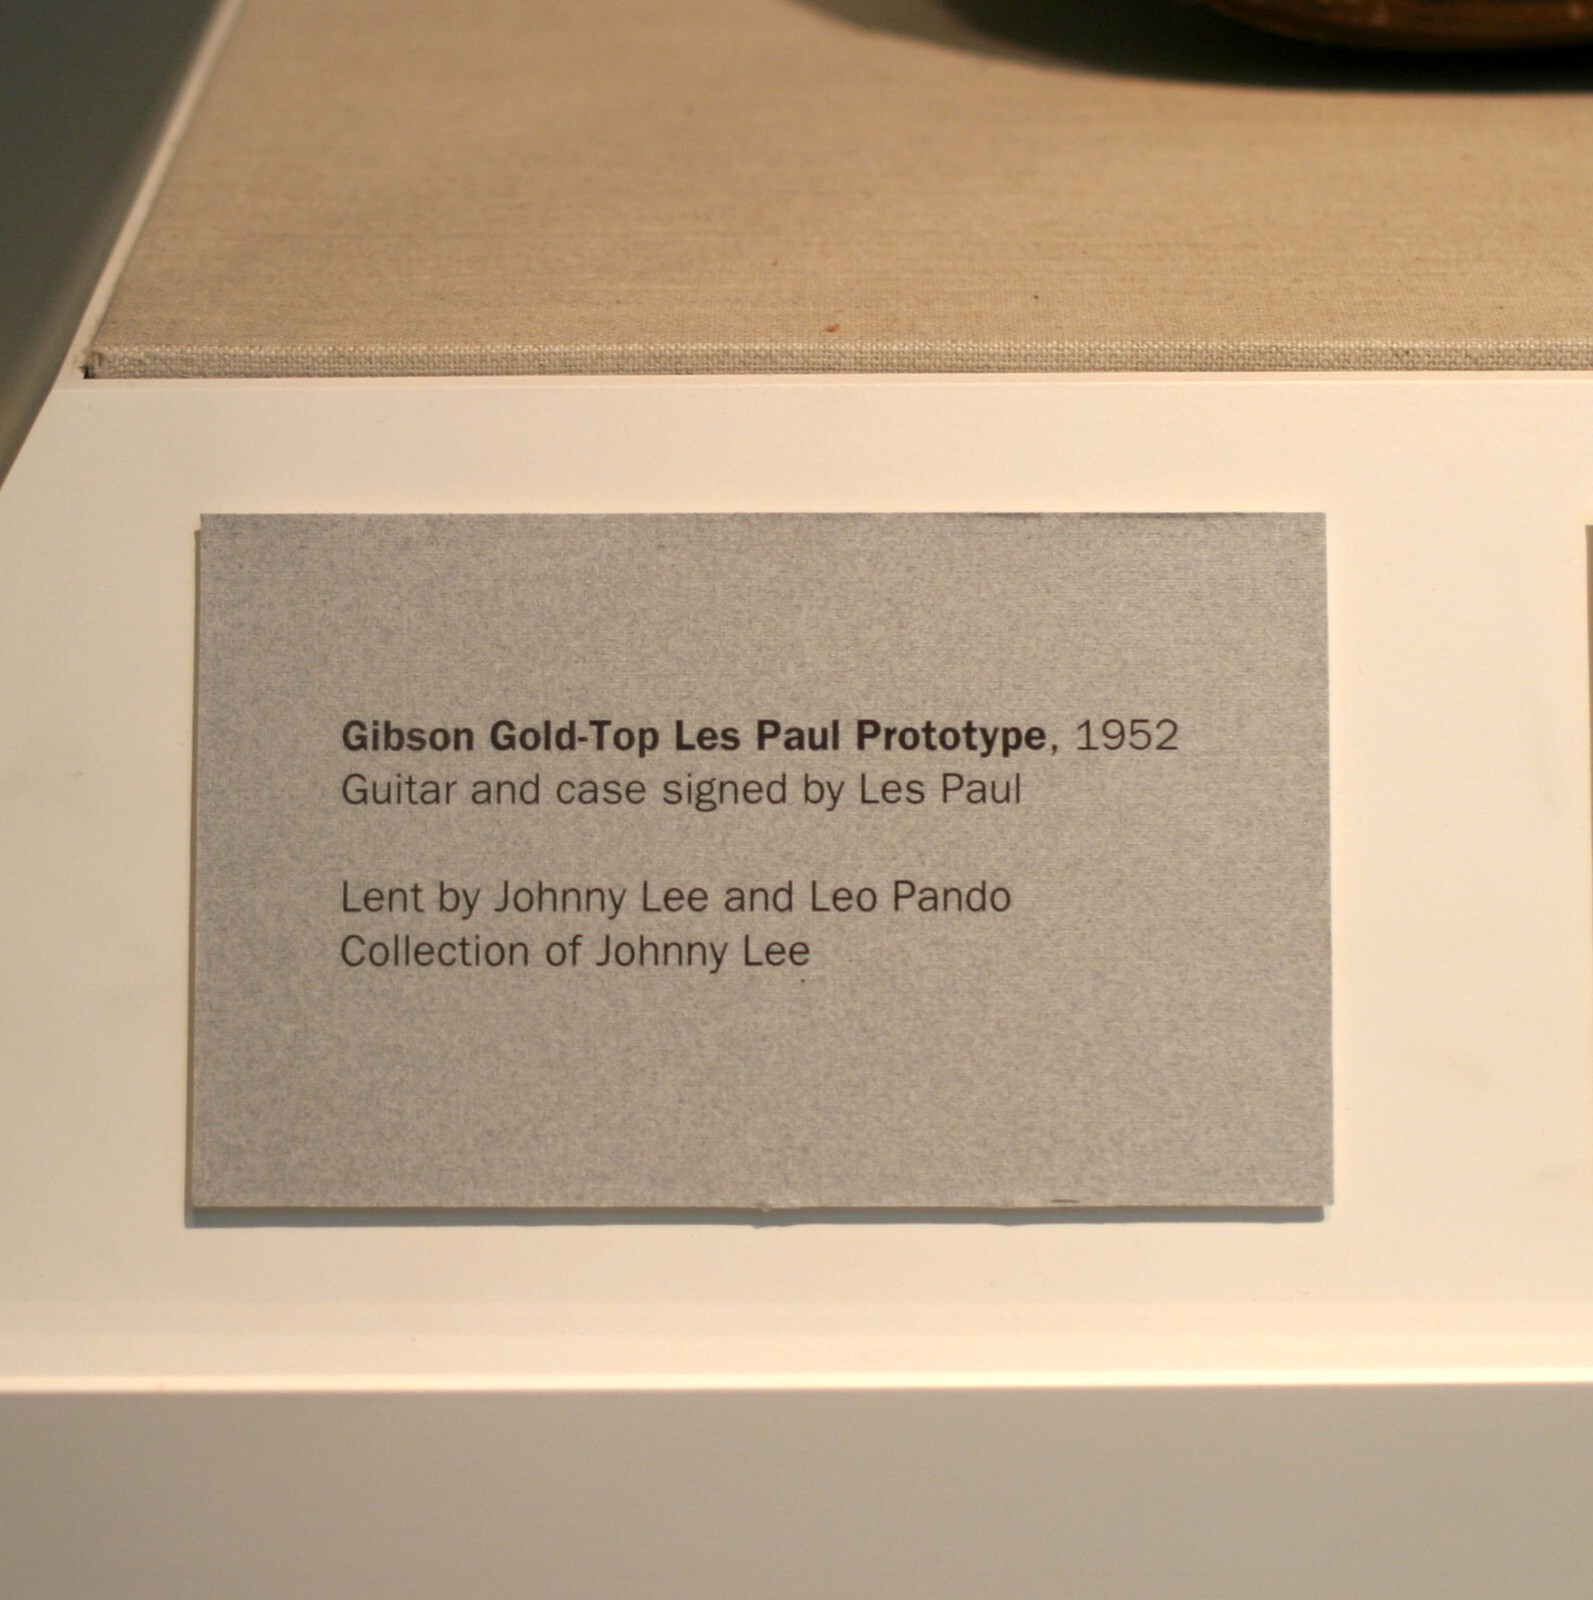 Gibson Gold-Top Les Paul Prototype, 1952
Guitar and case signed by Les Paul
Lent by Johnny Lee and Leo Pando
Collection of Johnny Lee